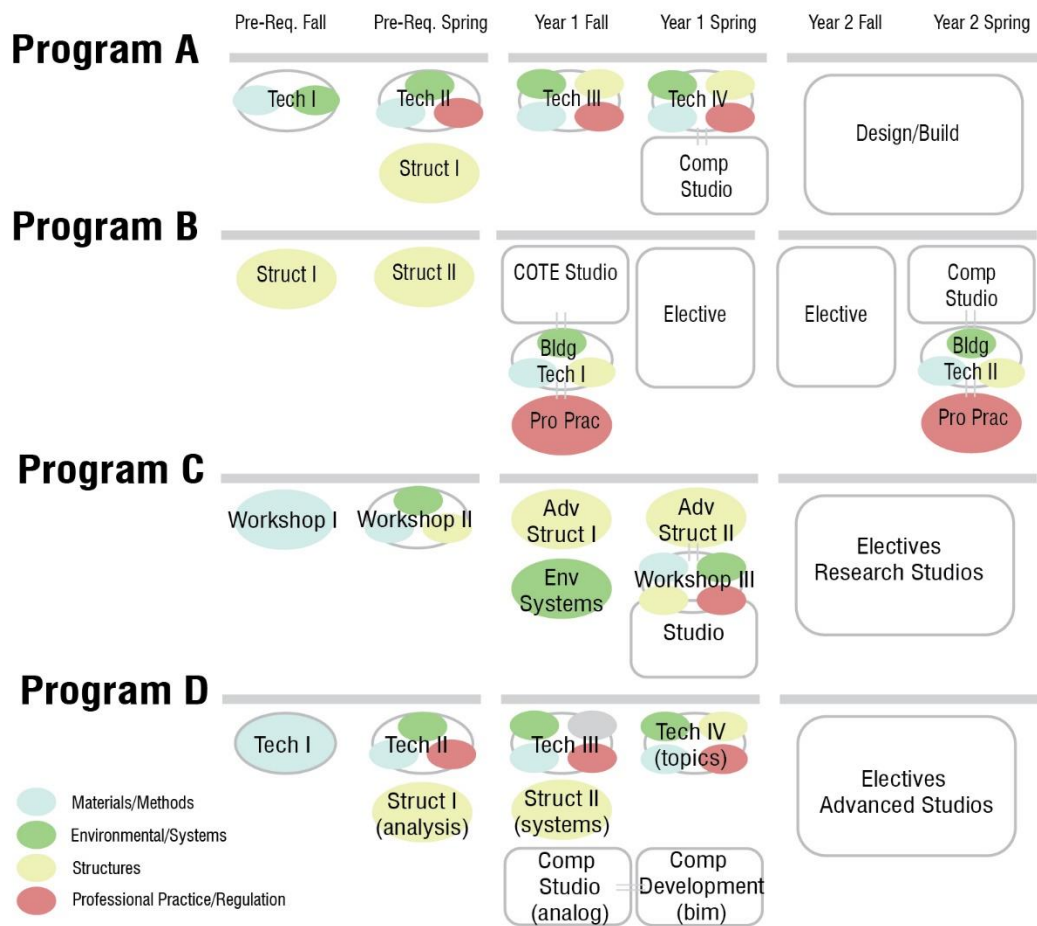 Pre-Req. Fall
Pre-Req. Spring
Year 1 Fall
Year 1 Spring
Year 2 Fall
Year 2 Spring
Program A
Tech I
Tech II
Tech III
Tech IV
Struct I
Comp
Studio
Design/Build
Program B
Struct I
Struct II
COTE Studio
Bldg
Tech I
Pro Prac
Elective
Elective
Comp
Studio
Bldg
Tech II
Pro Prac
Program C
Workshop I
Workshop II
Adv
Struct I
Env
Systems
Adv
Struct II
Workshop III
Studio
Electives
Research Studios
Program D
Tech I
Tech II
Struct I
(analysis)
Tech III
Struct II
(systems)
Tech IV
(topics)
Comp
Studio
(analog)
Comp
Development
(bim)
Electives
Advanced Studios
Materials/Methods
Environmental/Systems
Structures
Professional Practice/Regulation